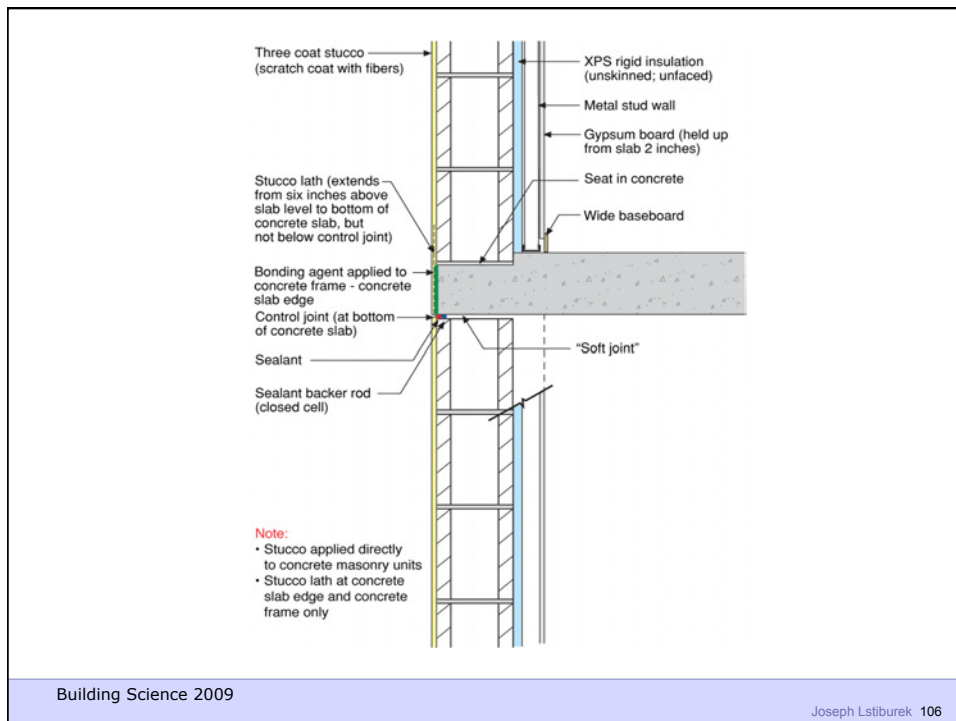 Three coat stucco
(scratch coat with fibers)
Stucco lath (extends
from six inches above
slab level to bottom of
concrete slab, but
not below control joint)
Bonding agent applied to
concrete frame - concrete
slab edge
Control joint (at bottom
of concrete slab)
Sealant
Sealant backer rod
(closed cell)
XPS rigid insulation
(unskinned; unfaced)
Metal stud wall
Gypsum board (held up
from slab 2 inches)
Seat in concrete
Wide baseboard
“Soft joint”
Note:
• Stucco applied directly
to concrete masonry units
• Stucco lath at concrete
slab edge and concrete
frame only
Building Science 2009
Joseph Lstiburek 106